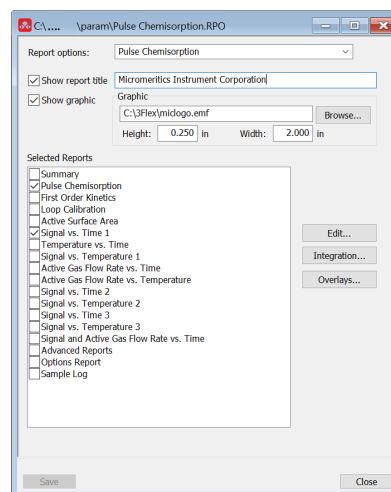 C:\.... \param\Pulse Chemisorption.RPO
Report options: Pulse Chemisorption
Show report title Micromeritics Instrument Corporation
Show graphic Graphic
C:\3Flex\miclogo.emf Browse...
Height: 0.250 in Width: 2.000 in
Selected Reports
Summary
Pulse Chemisorption
First Order Kinetics
Loop Calibration
Active Surface Area
Signal vs. Time 1
Temperature vs. Time
Signal vs. Temperature 1
Active Gas Flow Rate vs. Time
Active Gas Flow Rate vs. Temperature
Signal vs. Time 2
Signal vs. Temperature 2
Signal vs. Time 3
Signal vs. Temperature 3
Signal and Active Gas Flow Rate vs. Time
Advanced Reports
Options Report
Sample Log
Edit...
Integration...
Overlays...
Save Close